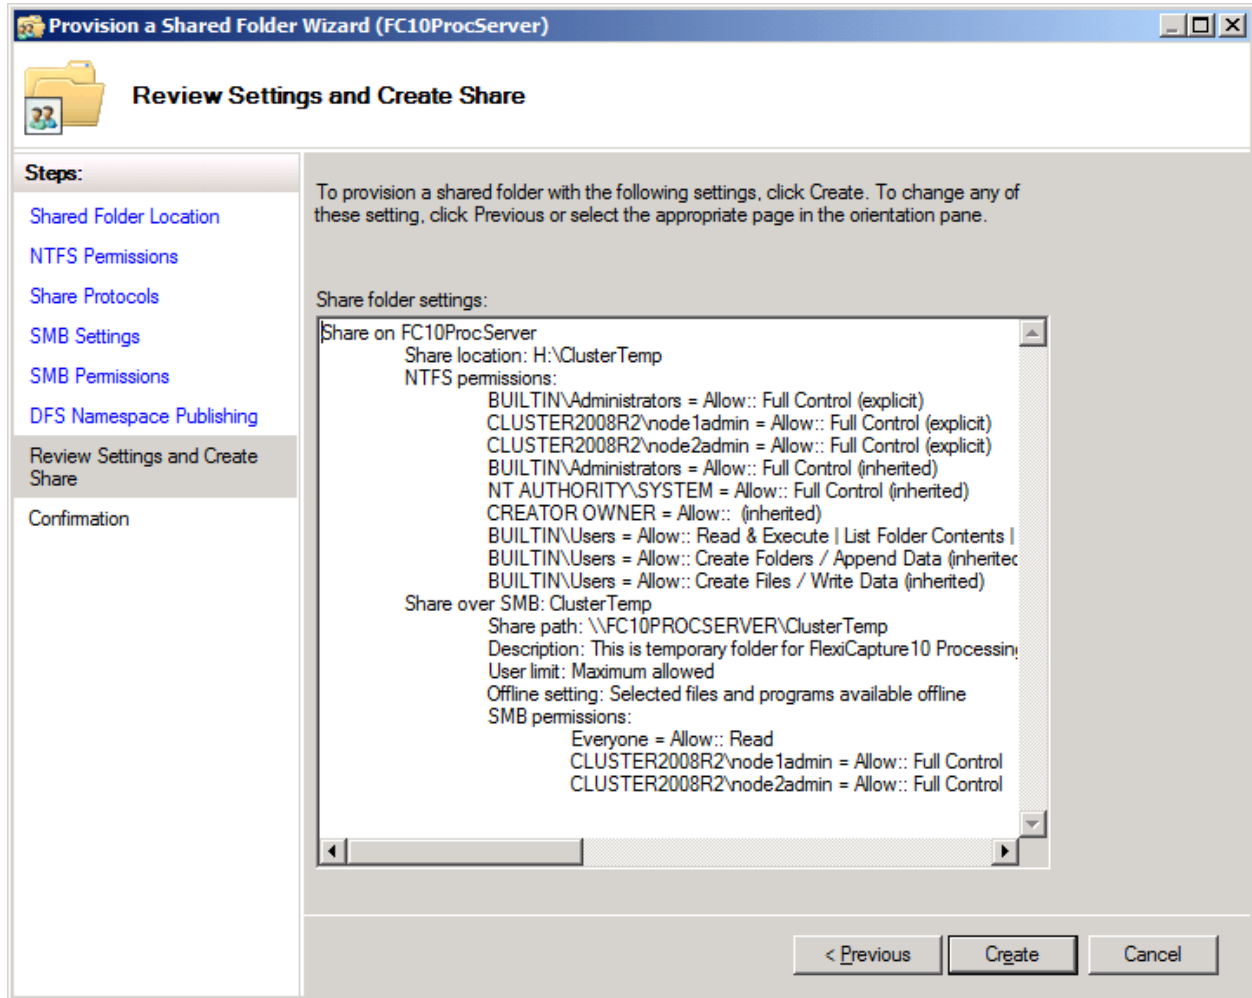 Provision a Shared Folder Wizard (FC10ProcServer)
Review Settings and Create Share
Steps:
Shared Folder Location
NTFS Permissions
Share Protocols
SMB Settings
SMB Permissions
DFS Namespace Publishing
Review Settings and Create
Share
Confirmation
To provision a shared folder with the following settings, click Create. To change any of
these setting, click Previous or select the appropriate page in the orientation pane.
Share folder settings:
Share on FC10ProcServer
Share location: H:\ClusterTemp
NTFS permissions:
BUILTIN\Administrators = Allow:: Full Control (explicit)
CLUSTER2008R2\node1admin = Allow:: Full Control (explicit)
CLUSTER2008R2\node2admin = Allow:: Full Control (explicit)
BUILTIN\Administrators = Allow:: Full Control (inherited)
NT AUTHORITY\SYSTEM = Allow:: Full Control (inherited)
CREATOR OWNER = Allow:: (inherited)
BUILTIN\Users = Allow:: Read & Execute | List Folder Contents |
BUILTIN\Users = Allow:: Create Folders / Append Data (inherited
BUILTIN\Users = Allow:: Create Files / Write Data (inherited)
Share over SMB: ClusterTemp
Share path: \\FC10PROCSERVER\ClusterTemp
Description: This is temporary folder for FlexiCapture10 Processing
User limit: Maximum allowed
Offline setting: Selected files and programs available offline
SMB permissions:
Everyone = Allow:: Read
CLUSTER2008R2\node1admin = Allow:: Full Control
CLUSTER2008R2\node2admin = Allow:: Full Control
< Previous
Create
Cancel